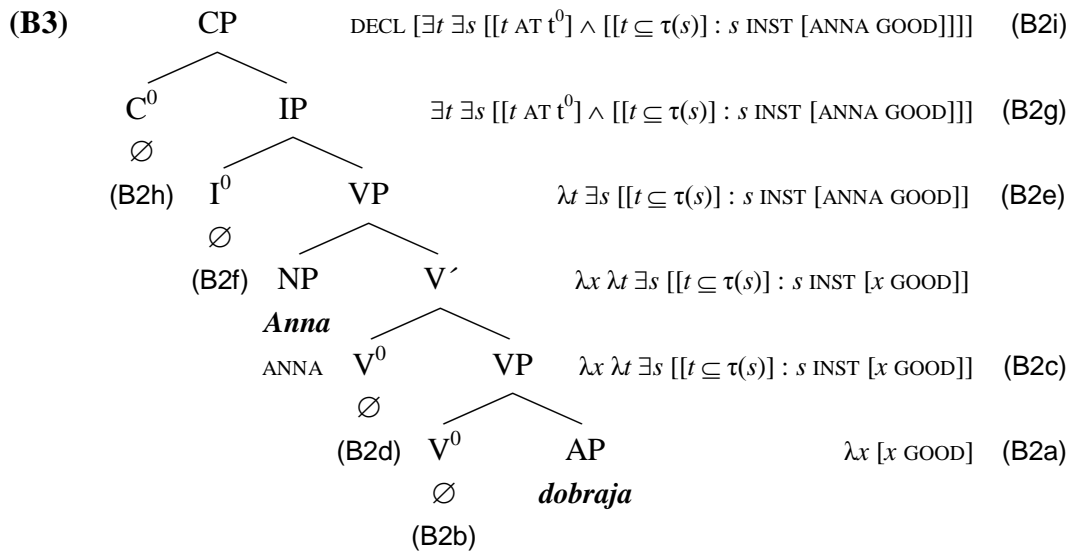 (B3) CP DECL [∃t ∃s [[t AT t⁰] ∧ [[t ⊆ τ(s)] : s INST [ANNA GOOD]]]] (B2i)
C⁰ IP ∃t ∃s [[t AT t⁰] ∧ [[t ⊆ τ(s)] : s INST [ANNA GOOD]]] (B2g)
∅
(B2h) I⁰ VP λt ∃s [[t ⊆ τ(s)] : s INST [ANNA GOOD]] (B2e)
∅
(B2f) NP V´ λx λt ∃s [[t ⊆ τ(s)] : s INST [x GOOD]]
Anna
ANNA V⁰ VP λx λt ∃s [[t ⊆ τ(s)] : s INST [x GOOD]] (B2c)
∅
(B2d) V⁰ AP λx [x GOOD] (B2a)
∅ dobraja
(B2b)